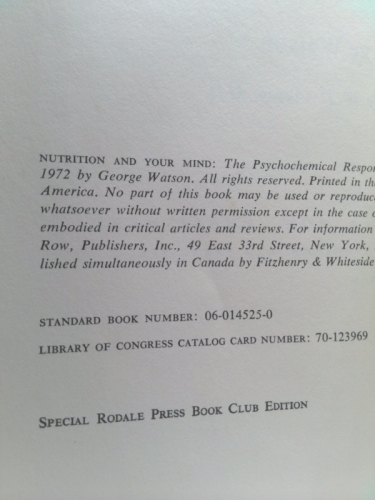 NUTRITION AND YOUR MIND: The Psychochemical Respon
1972 by George Watson. All rights reserved. Printed in the
America. No part of this book may be used or reproduc
whatsoever without written permission except in the case o
embodied in critical articles and reviews. For information
Row, Publishers, Inc., 49 East 33rd Street, New York,
lished simultaneously in Canada by Fitzhenry & Whiteside
STANDARD BOOK NUMBER: 06-014525-0
LIBRARY OF CONGRESS CATALOG CARD NUMBER: 70-123969
SPECIAL RODALE PRESS BOOK CLUB EDITION